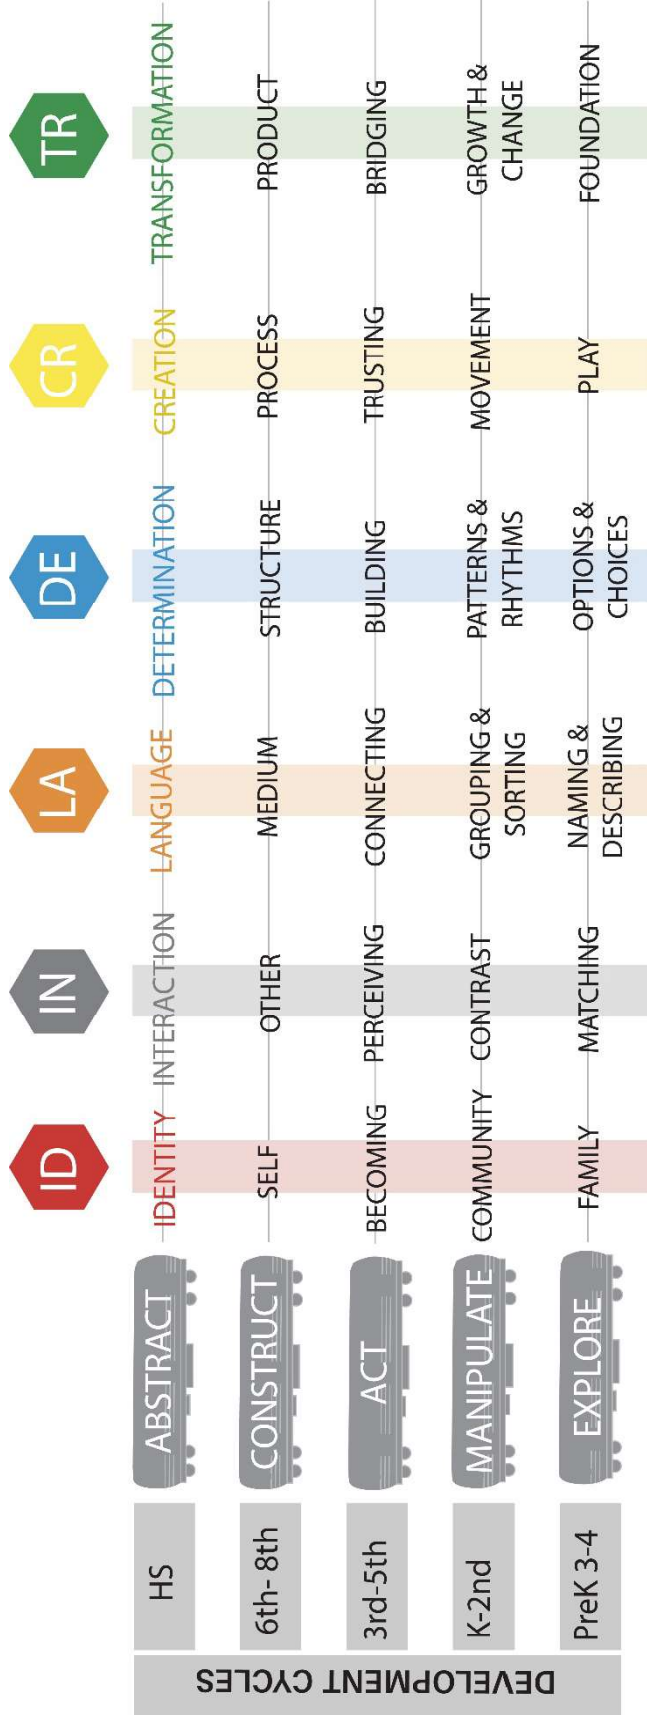 ID IN LA DE CR TR
DEVELOPMENT CYCLES
HS ABSTRACT IDENTITY INTERACTION LANGUAGE DETERMINATION CREATION TRANSFORMATION
6th- 8th CONSTRUCT SELF OTHER MEDIUM STRUCTURE PROCESS PRODUCT
3rd-5th ACT BECOMING PERCEIVING CONNECTING BUILDING TRUSTING BRIDGING
K-2nd MANIPULATE COMMUNITY CONTRAST GROUPING & PATTERNS & MOVEMENT GROWTH &
SORTING RHYTHMS CHANGE
PreK 3-4 EXPLORE FAMILY MATCHING NAMING & OPTIONS & PLAY FOUNDATION
DESCRIBING CHOICES